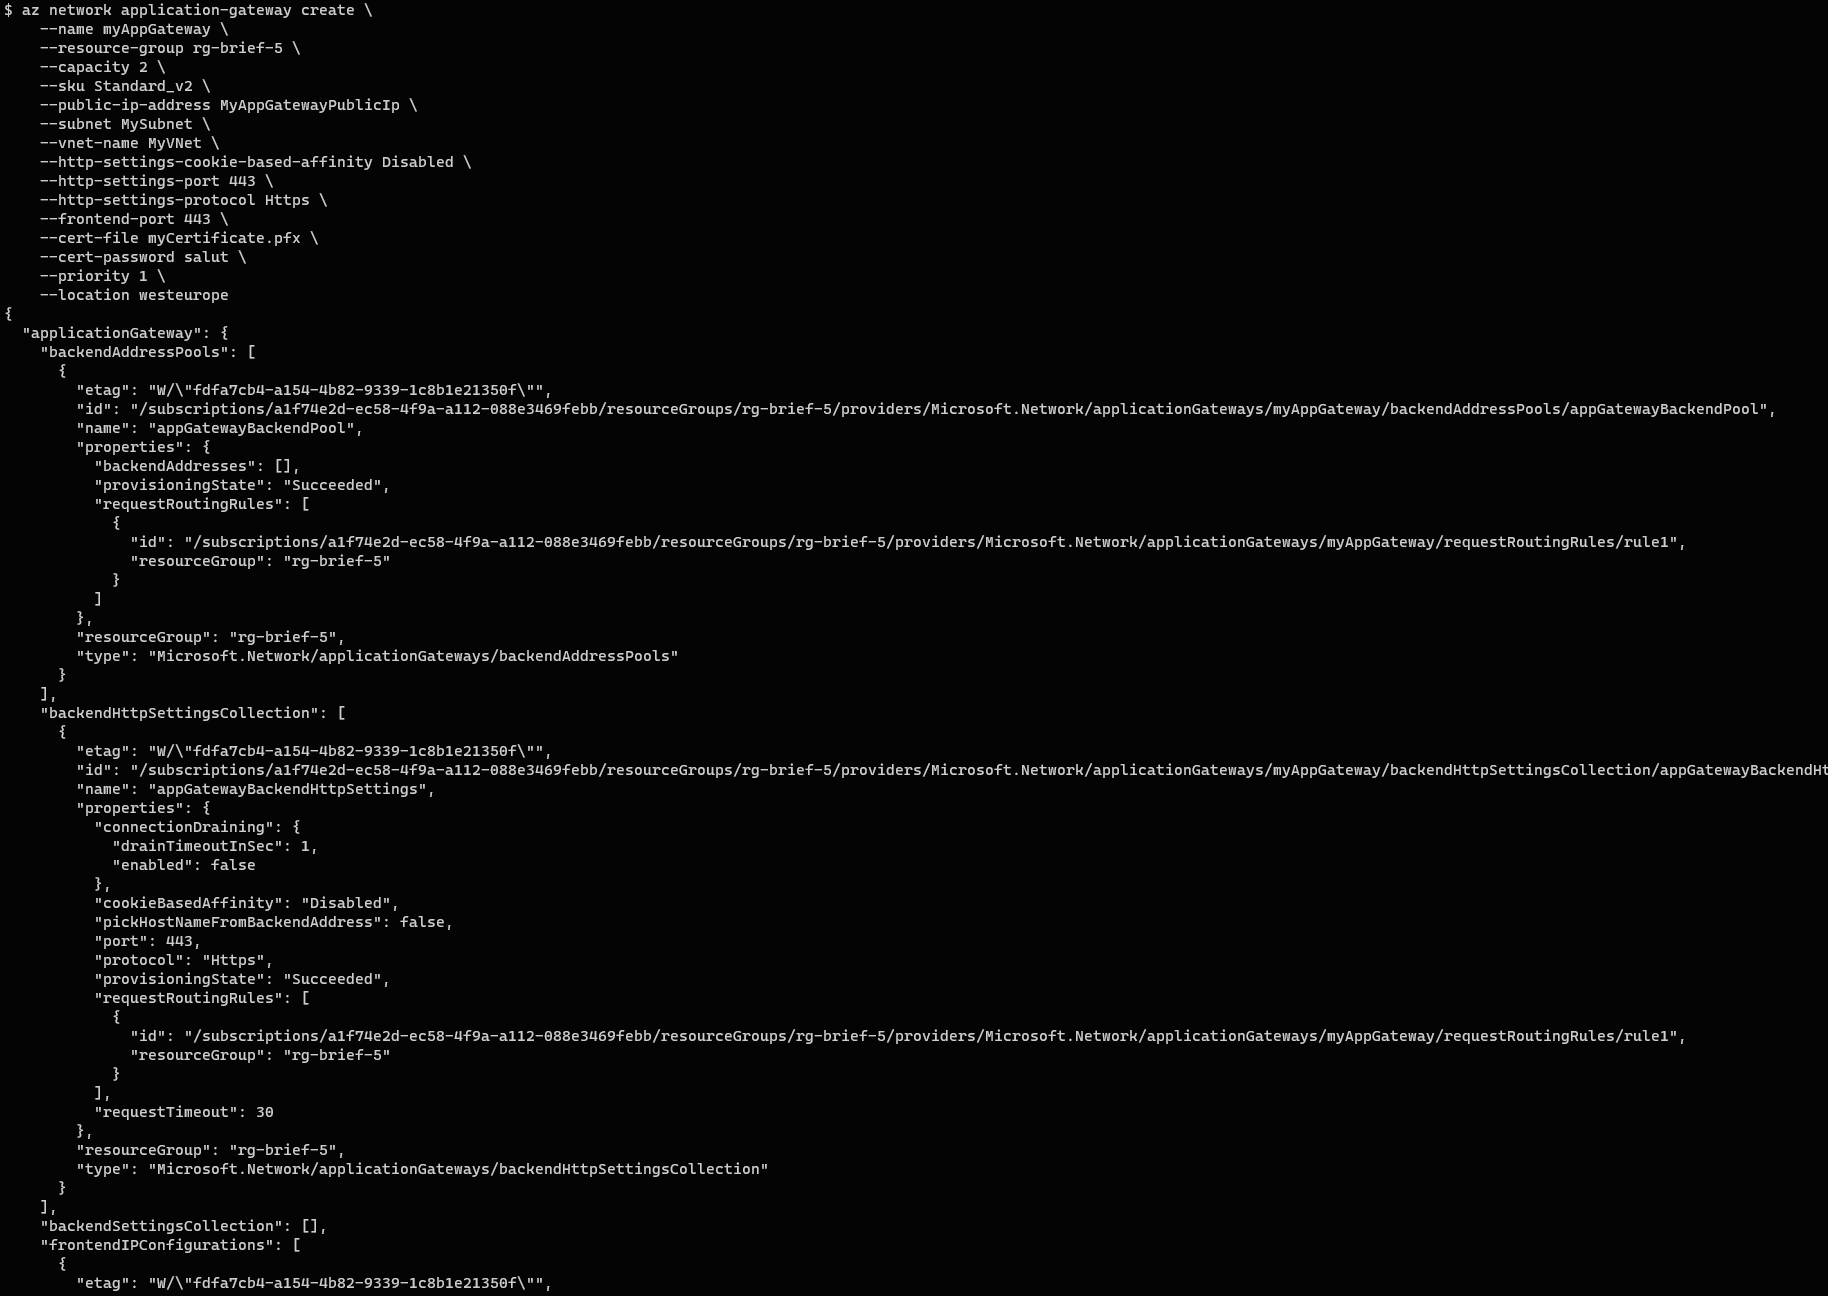 $ az network application-gateway create \
    --name myAppGateway \
    --resource-group rg-brief-5 \
    --capacity 2 \
    --sku Standard_v2 \
    --public-ip-address MyAppGatewayPublicIp \
    --subnet MySubnet \
    --vnet-name MyVNet \
    --http-settings-cookie-based-affinity Disabled \
    --http-settings-port 443 \
    --http-settings-protocol Https \
    --frontend-port 443 \
    --cert-file myCertificate.pfx \
    --cert-password salut \
    --priority 1 \
    --location westeurope
{
  "applicationGateway": {
    "backendAddressPools": [
      {
        "etag": "W/\"fdfa7cb4-a154-4b82-9339-1c8b1e21350f\"",
        "id": "/subscriptions/a1f74e2d-ec58-4f9a-a112-088e3469febb/resourceGroups/rg-brief-5/providers/Microsoft.Network/applicationGateways/myAppGateway/backendAddressPools/appGatewayBackendPool",
        "name": "appGatewayBackendPool",
        "properties": {
          "backendAddresses": [],
          "provisioningState": "Succeeded",
          "requestRoutingRules": [
            {
              "id": "/subscriptions/a1f74e2d-ec58-4f9a-a112-088e3469febb/resourceGroups/rg-brief-5/providers/Microsoft.Network/applicationGateways/myAppGateway/requestRoutingRules/rule1",
              "resourceGroup": "rg-brief-5"
            }
          ]
        },
        "resourceGroup": "rg-brief-5",
        "type": "Microsoft.Network/applicationGateways/backendAddressPools"
      }
    ],
    "backendHttpSettingsCollection": [
      {
        "etag": "W/\"fdfa7cb4-a154-4b82-9339-1c8b1e21350f\"",
        "id": "/subscriptions/a1f74e2d-ec58-4f9a-a112-088e3469febb/resourceGroups/rg-brief-5/providers/Microsoft.Network/applicationGateways/myAppGateway/backendHttpSettingsCollection/appGatewayBackendHt
        "name": "appGatewayBackendHttpSettings",
        "properties": {
          "connectionDraining": {
            "drainTimeoutInSec": 1,
            "enabled": false
          },
          "cookieBasedAffinity": "Disabled",
          "pickHostNameFromBackendAddress": false,
          "port": 443,
          "protocol": "Https",
          "provisioningState": "Succeeded",
          "requestRoutingRules": [
            {
              "id": "/subscriptions/a1f74e2d-ec58-4f9a-a112-088e3469febb/resourceGroups/rg-brief-5/providers/Microsoft.Network/applicationGateways/myAppGateway/requestRoutingRules/rule1",
              "resourceGroup": "rg-brief-5"
            }
          ],
          "requestTimeout": 30
        },
        "resourceGroup": "rg-brief-5",
        "type": "Microsoft.Network/applicationGateways/backendHttpSettingsCollection"
      }
    ],
    "backendSettingsCollection": [],
    "frontendIPConfigurations": [
      {
        "etag": "W/\"fdfa7cb4-a154-4b82-9339-1c8b1e21350f\"",